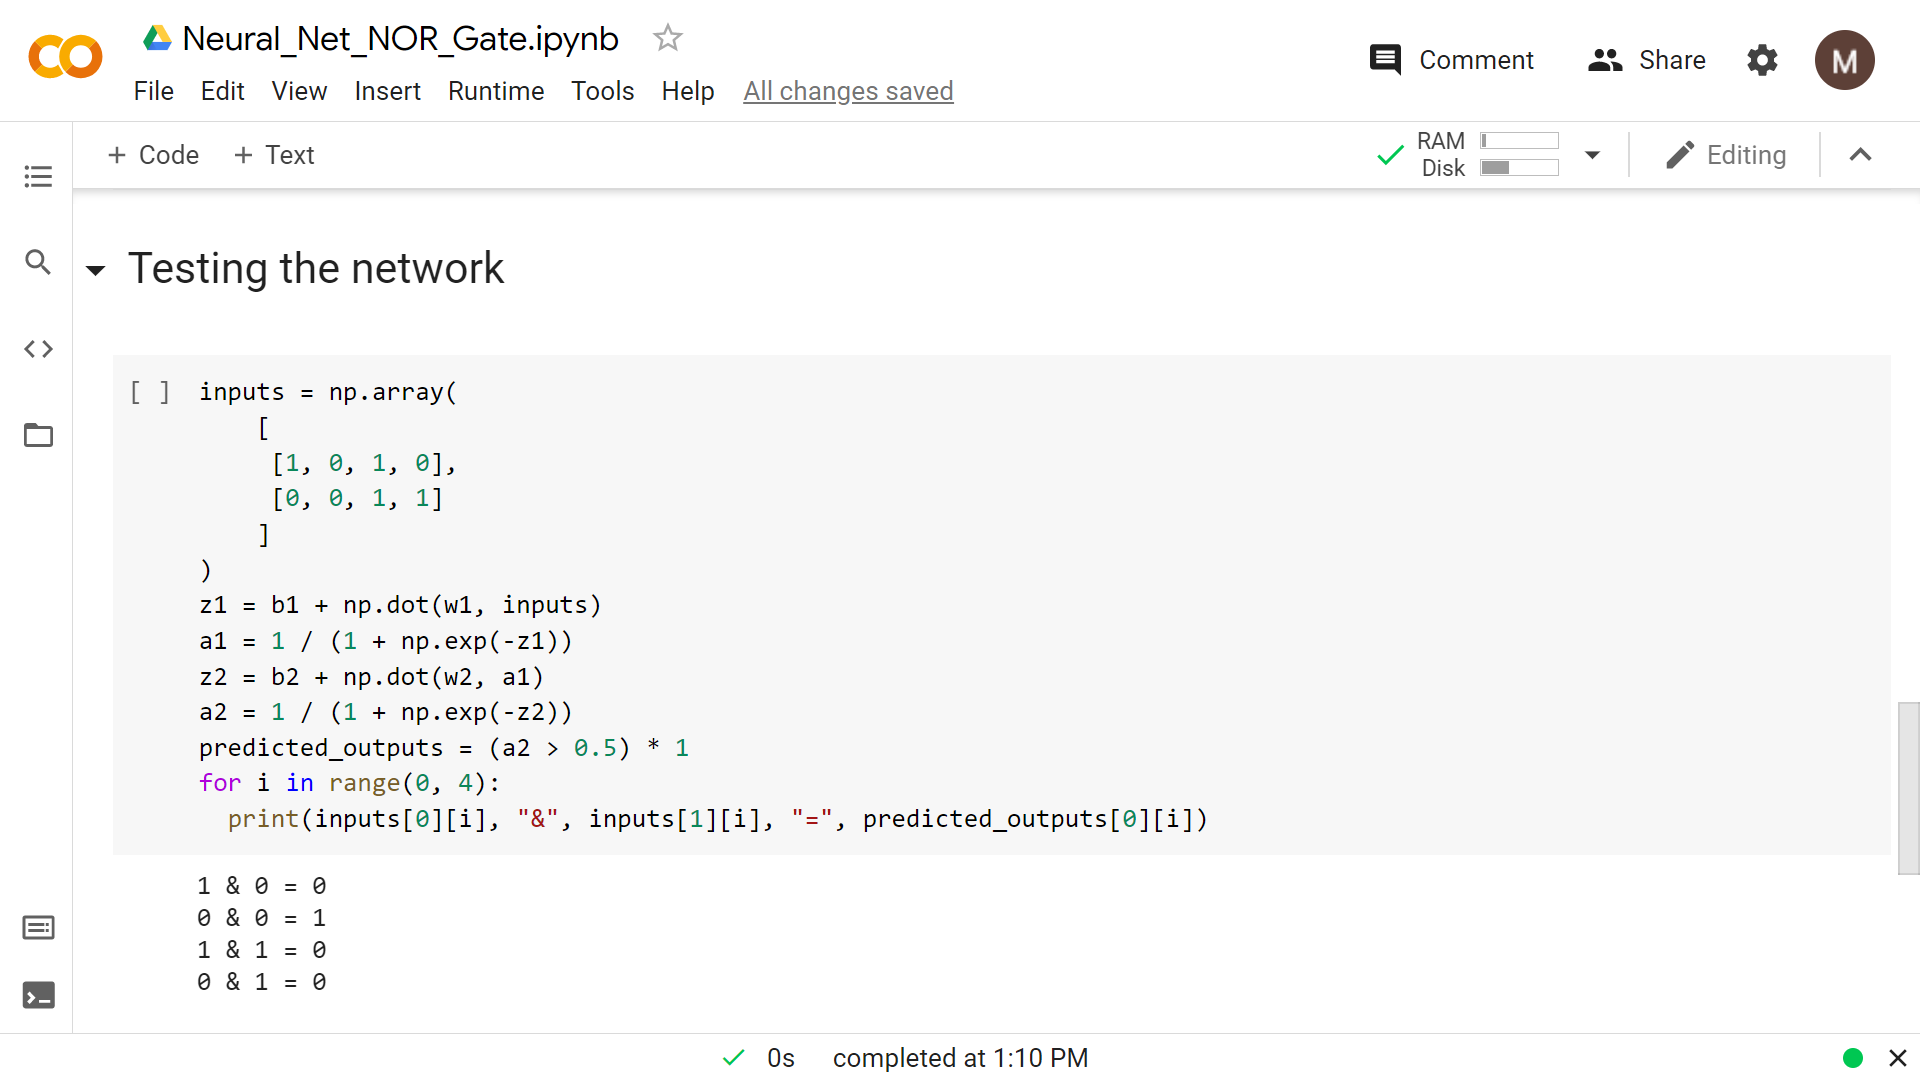 Neural_Net_NOR_Gate.ipynb
File Edit View Insert Runtime Tools Help All changes saved
Comment Share M
+ Code + Text
RAM
Disk
Editing
Testing the network
[ ] inputs = np.array(
[
[1, 0, 1, 0],
[0, 0, 1, 1]
]
)
z1 = b1 + np.dot(w1, inputs)
a1 = 1 / (1 + np.exp(-z1))
z2 = b2 + np.dot(w2, a1)
a2 = 1 / (1 + np.exp(-z2))
predicted_outputs = (a2 > 0.5) * 1
for i in range(0, 4):
print(inputs[0][i], "&", inputs[1][i], "=", predicted_outputs[0][i])
1 & 0 = 0
0 & 0 = 1
1 & 1 = 0
0 & 1 = 0
0s completed at 1:10 PM